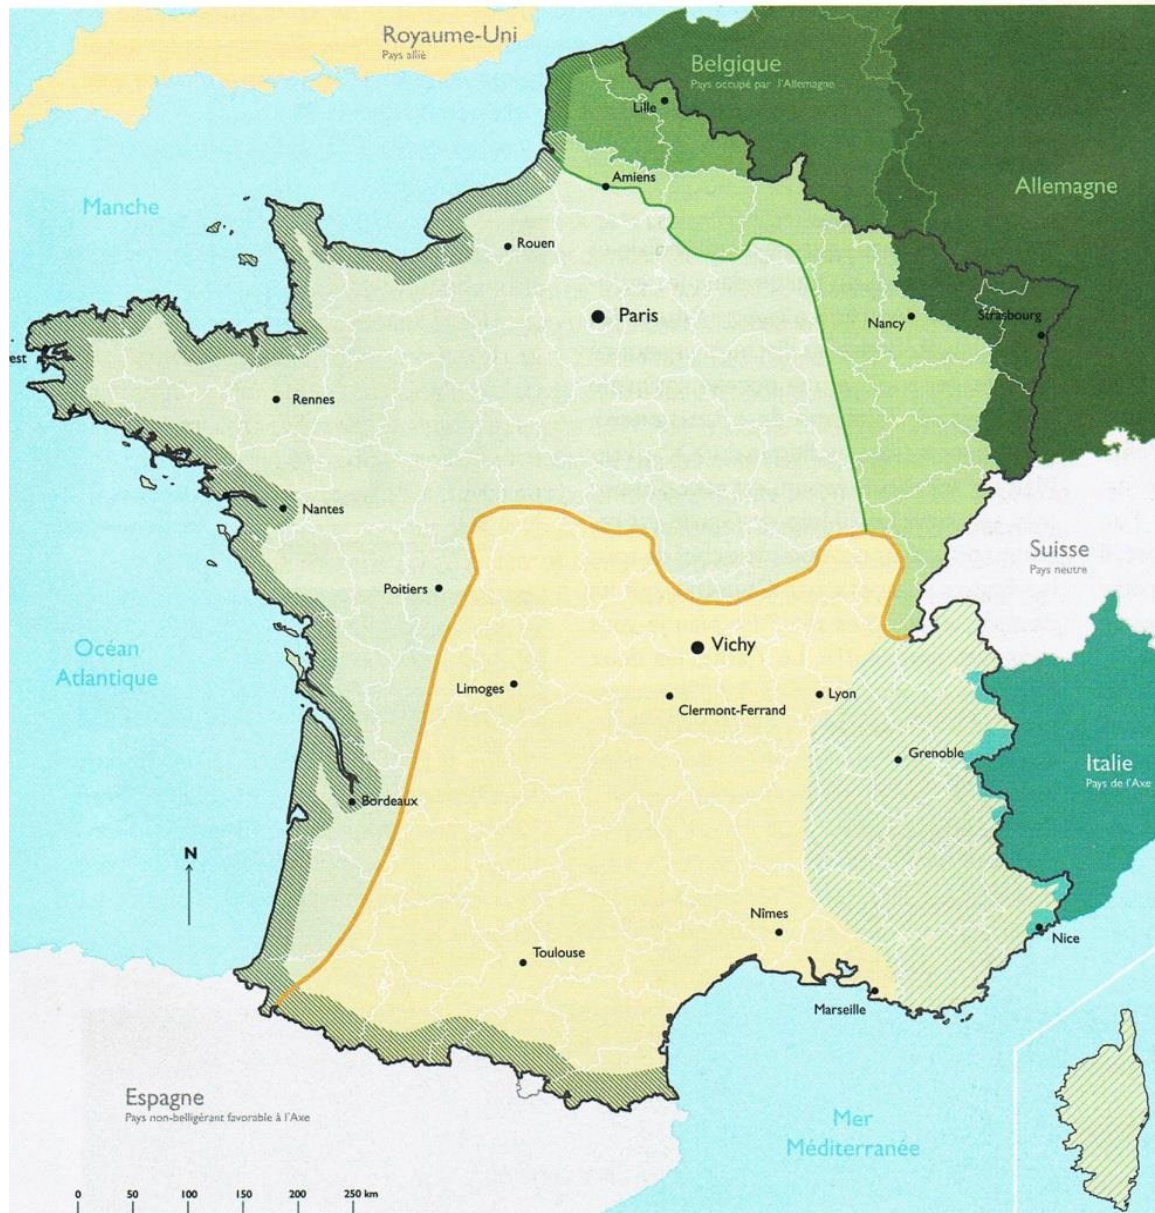 Royaume-Uni
Pays allié
Belgique
Pays occupé par l'Allemagne
Lille
Allemagne
Amiens
Manche
Rouen
Paris
Nancy
Strasbourg
est
Rennes
Nantes
Suisse
Pays neutre
Poitiers
Océan
Atlantique
Vichy
Limoges
Clermont-Ferrand
Lyon
Grenoble
Italie
Pays de l'Axe
Bordeaux
N
Nîmes
Nice
Toulouse
Marseille
Espagne
Pays non-belligérant favorable à l'Axe
Mer
Méditerranée
0 50 100 150 200 250 km